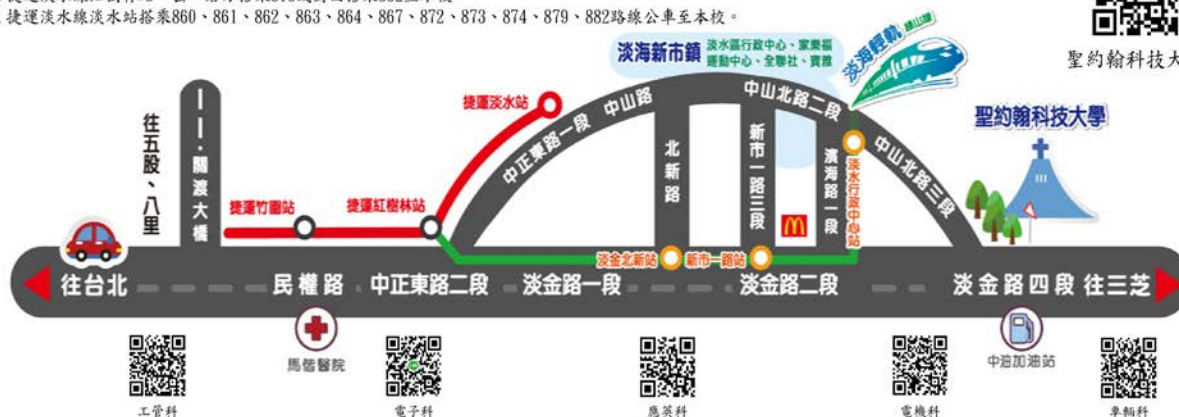 捷運淡水線淡水站搭乘860、861、862、863、864、867、872、873、874、879、882路線公車至本校。
聖約翰科技大
淡海新市鎮
淡水區行政中心、家樂福
運動中心、全聯社、寶雅
淡海輕軌
捷運淡水站
中山路
中山北路二段
聖約翰科技大學
往五股、八里
關渡大橋
中正東路一段
北新路
新市一路三段
濱海路一段
淡水行政中心站
中山北路三段
捷運竹圍站
捷運紅樹林站
淡金北新站
新市一路站
往台北
民權路
中正東路二段
淡金路一段
淡金路二段
淡金路四段
往三芝
馬偕醫院
中油加油站
工管科
電子科
應英科
電機科
車輛科